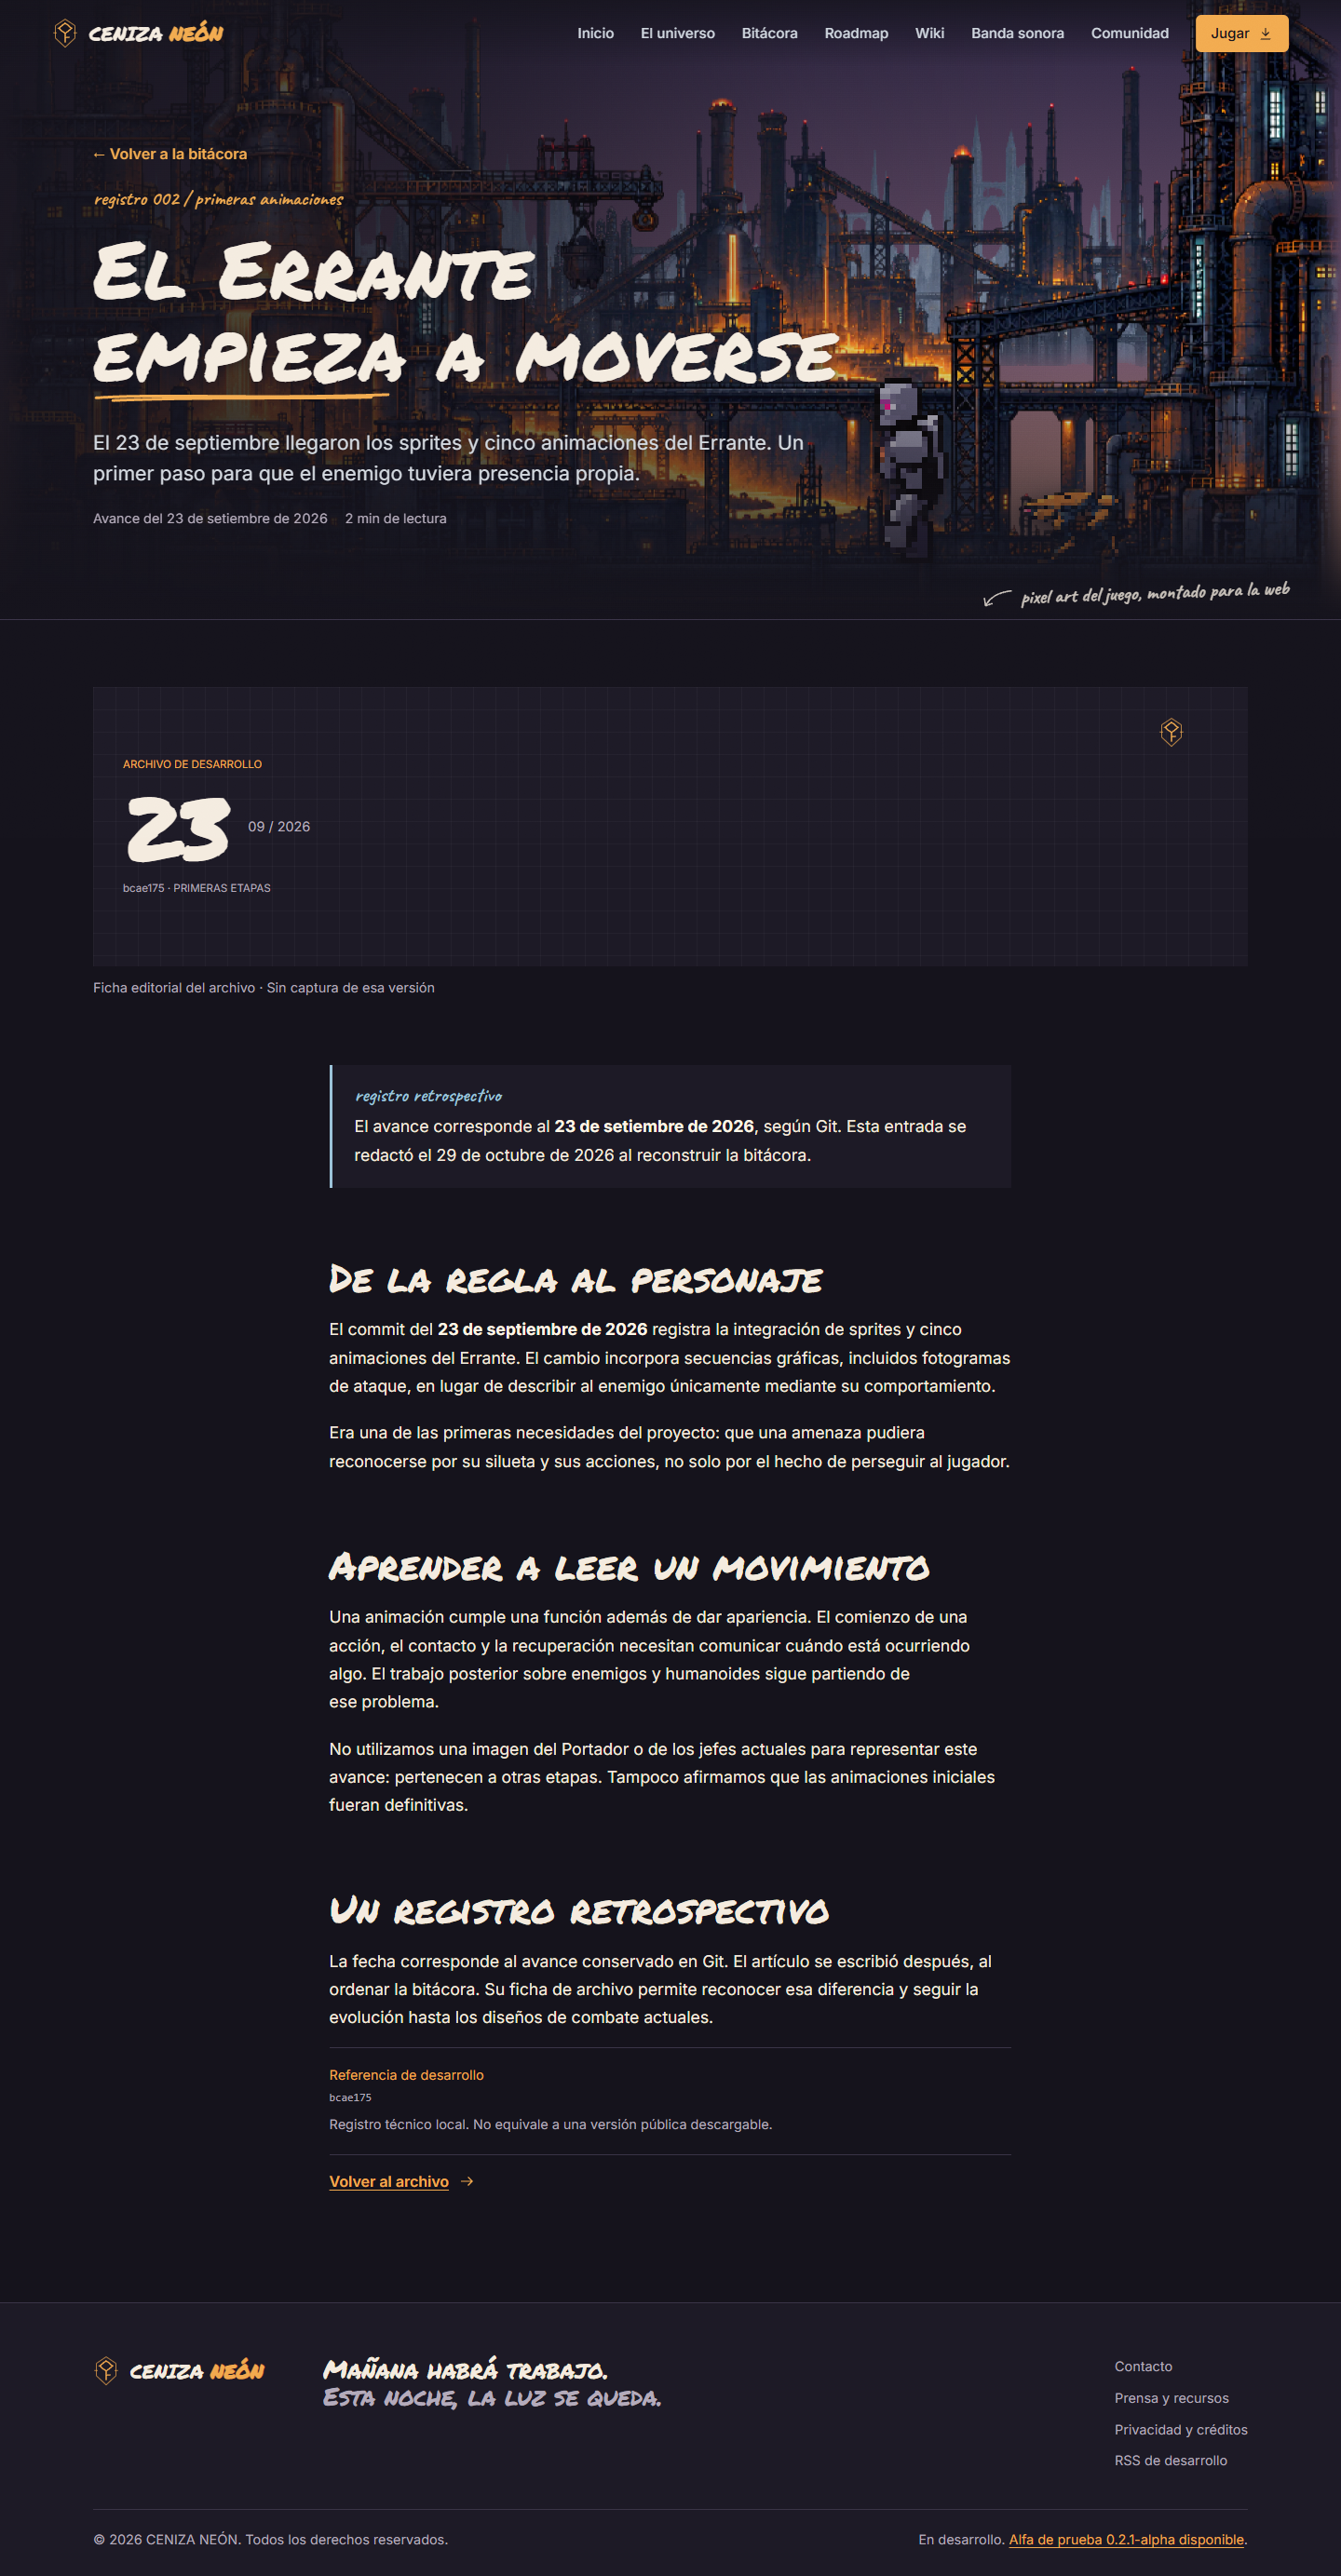 CENIZA NEÓN
Inicio El universo Bitácora Roadmap Wiki Banda sonora Comunidad Jugar
← Volver a la bitácora
registro 002 / primeras animaciones
El Errante
empieza a moverse
El 23 de septiembre llegaron los sprites y cinco animaciones del Errante. Un
primer paso para que el enemigo tuviera presencia propia.
Avance del 23 de setiembre de 2026 2 min de lectura
pixel art del juego, montado para la web
ARCHIVO DE DESARROLLO
23 09 / 2026
bcae175 · PRIMERAS ETAPAS
Ficha editorial del archivo · Sin captura de esa versión
registro retrospectivo
El avance corresponde al 23 de setiembre de 2026, según Git. Esta entrada se
redactó el 29 de octubre de 2026 al reconstruir la bitácora.
De la regla al personaje
El commit del 23 de septiembre de 2026 registra la integración de sprites y cinco
animaciones del Errante. El cambio incorpora secuencias gráficas, incluidos fotogramas
de ataque, en lugar de describir al enemigo únicamente mediante su comportamiento.
Era una de las primeras necesidades del proyecto: que una amenaza pudiera
reconocerse por su silueta y sus acciones, no solo por el hecho de perseguir al jugador.
Aprender a leer un movimiento
Una animación cumple una función además de dar apariencia. El comienzo de una
acción, el contacto y la recuperación necesitan comunicar cuándo está ocurriendo
algo. El trabajo posterior sobre enemigos y humanoides sigue partiendo de
ese problema.
No utilizamos una imagen del Portador o de los jefes actuales para representar este
avance: pertenecen a otras etapas. Tampoco afirmamos que las animaciones iniciales
fueran definitivas.
Un registro retrospectivo
La fecha corresponde al avance conservado en Git. El artículo se escribió después, al
ordenar la bitácora. Su ficha de archivo permite reconocer esa diferencia y seguir la
evolución hasta los diseños de combate actuales.
Referencia de desarrollo
bcae175
Registro técnico local. No equivale a una versión pública descargable.
Volver al archivo →
CENIZA NEÓN
Mañana habrá trabajo.
Esta noche, la luz se queda.
Contacto
Prensa y recursos
Privacidad y créditos
RSS de desarrollo
© 2026 CENIZA NEÓN. Todos los derechos reservados.
En desarrollo. Alfa de prueba 0.2.1-alpha disponible.